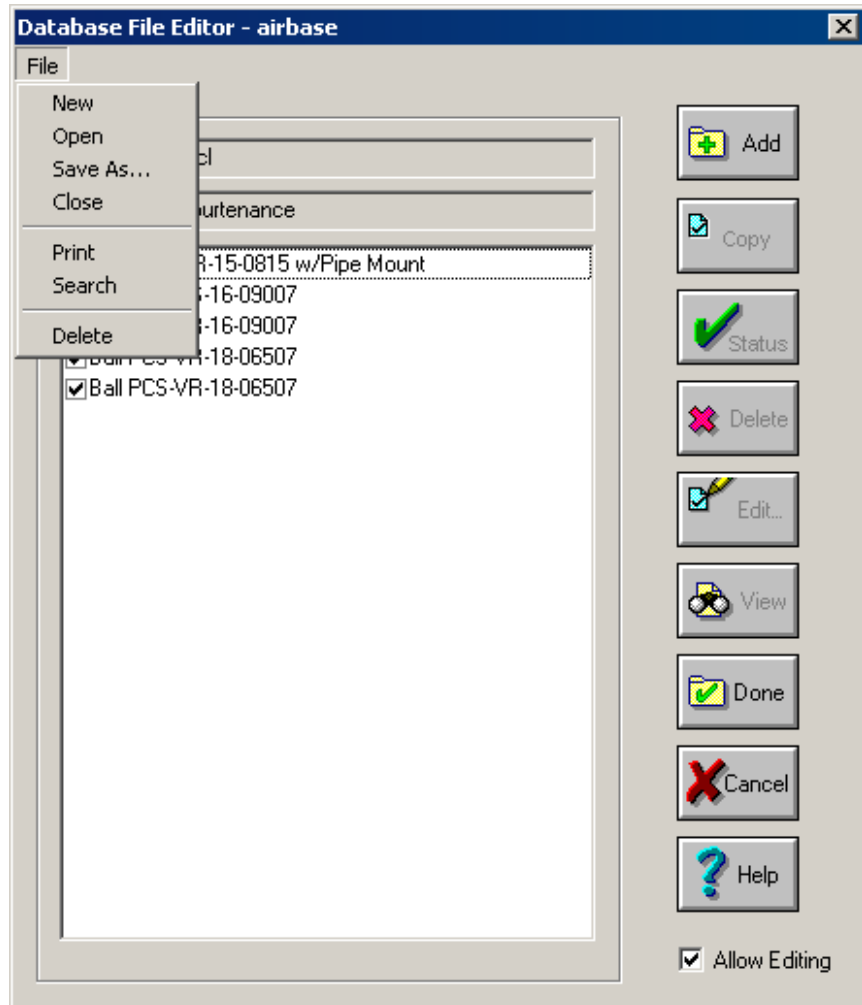 Database File Editor - airbase
File
New
Open
Save As...
Close
Print
Search
Delete
cl
urtenance
R-15-0815 w/Pipe Mount
-16-09007
-16-09007
Ball PCS-VR-18-06507
Ball PCS-VR-18-06507
Add
Copy
Status
Delete
Edit...
View
Done
Cancel
Help
Allow Editing